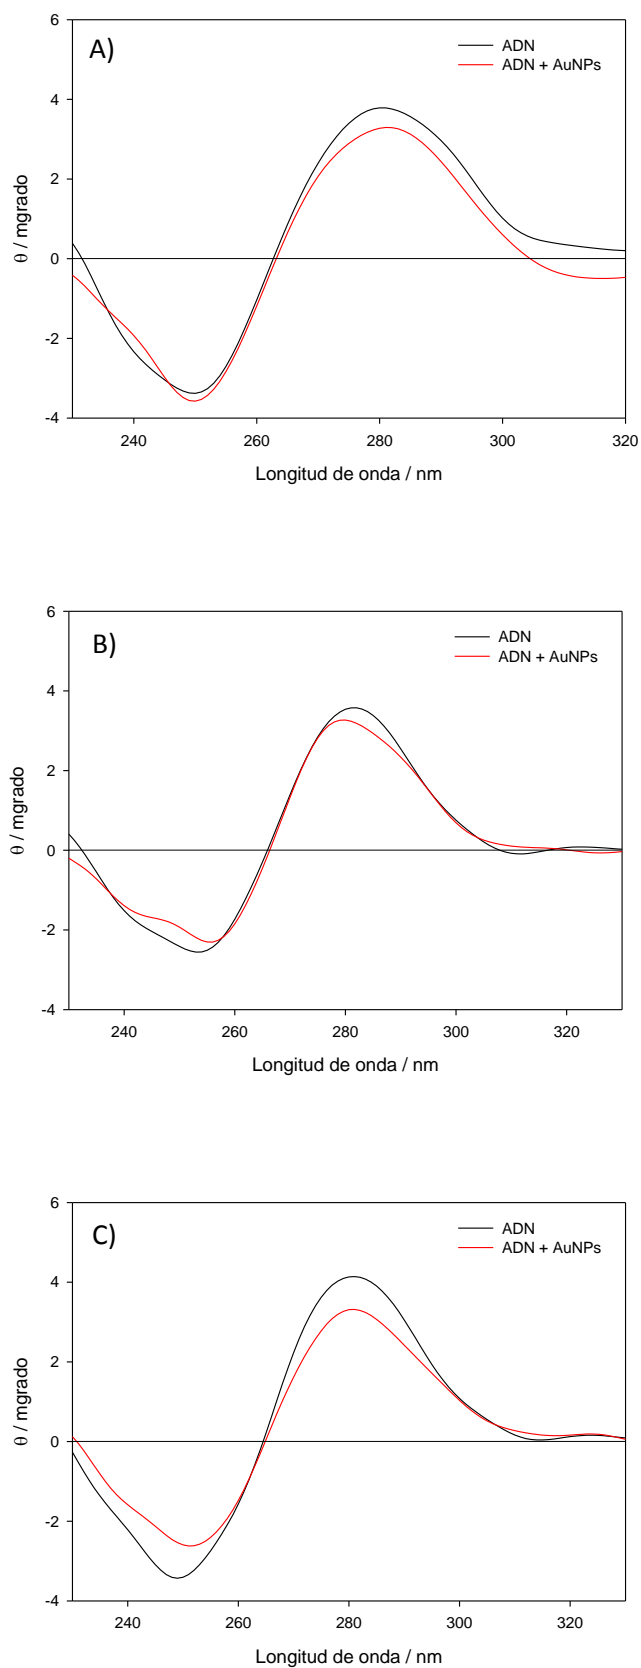 A)
ADN
ADN + AuNPs
6
4
2
0
-2
-4
θ / mgrado
240 260 280 300 320
Longitud de onda / nm
B)
ADN
ADN + AuNPs
6
4
2
0
-2
-4
θ / mgrado
240 260 280 300 320
Longitud de onda / nm
C)
ADN
ADN + AuNPs
6
4
2
0
-2
-4
θ / mgrado
240 260 280 300 320
Longitud de onda / nm